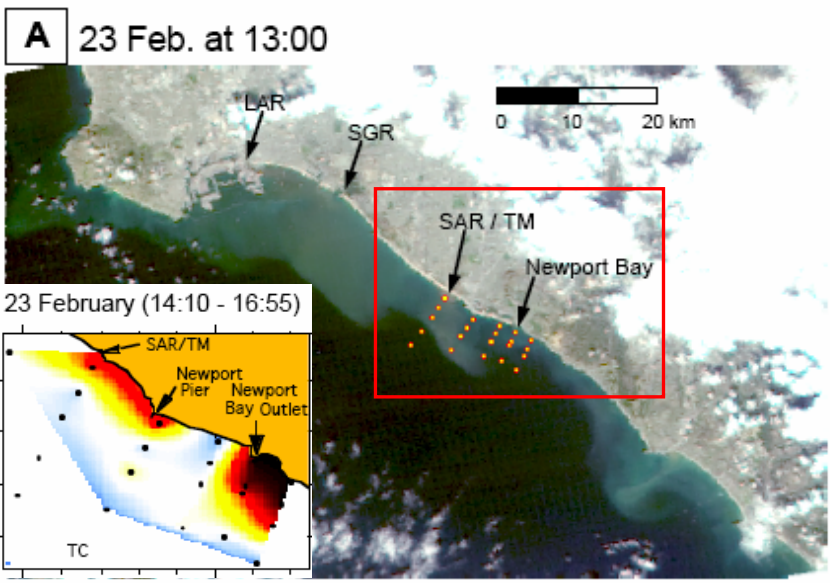 A 23 Feb. at 13:00
LAR
SGR
0 10 20 km
SAR / TM
Newport Bay
23 February (14:10 - 16:55)
SAR/TM
Newport
Pier
Newport
Bay Outlet
TC